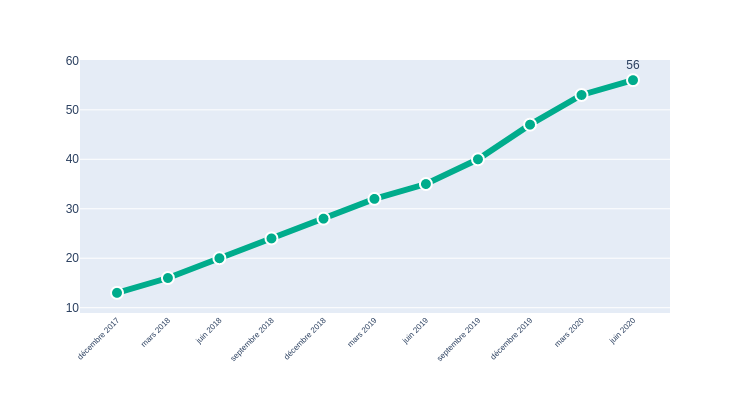 60
56
50
40
30
20
10
décembre 2017
mars 2018
juin 2018
septembre 2018
décembre 2018
mars 2019
juin 2019
septembre 2019
décembre 2019
mars 2020
juin 2020